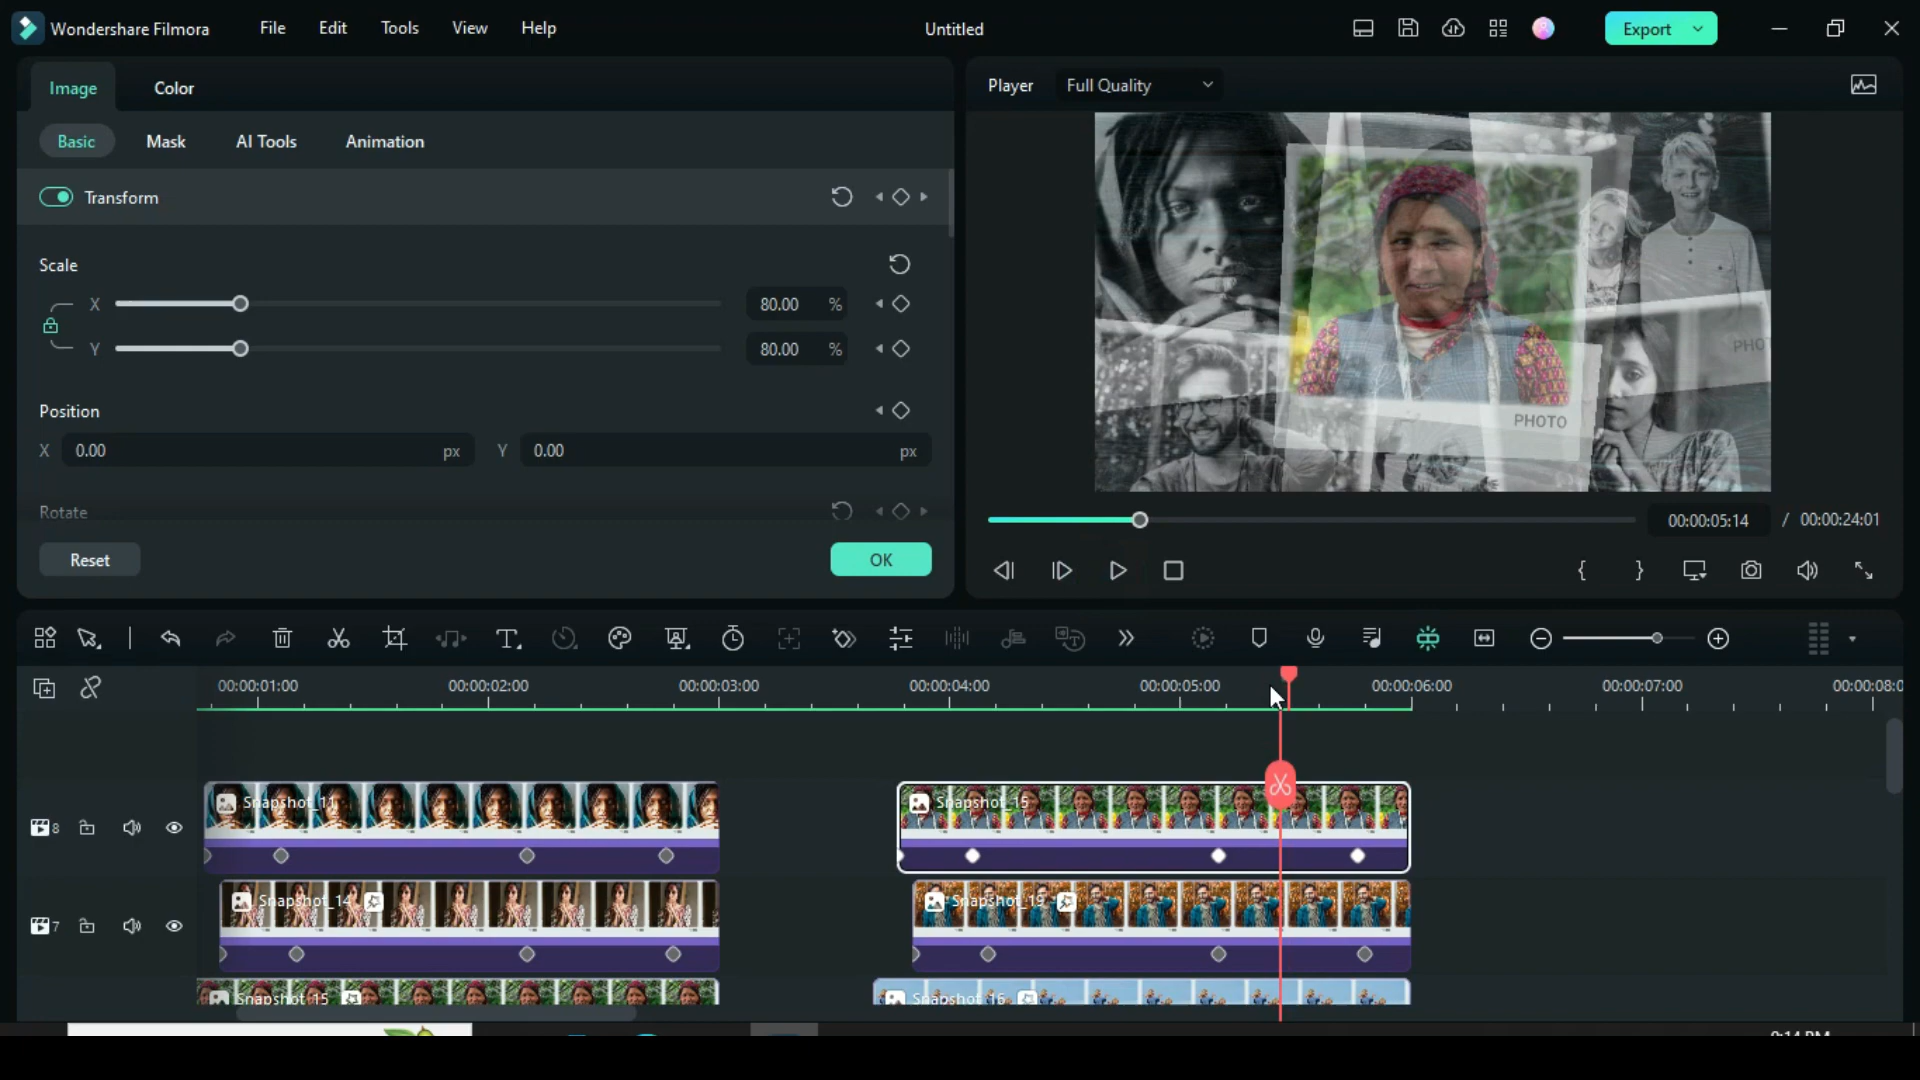 Wondershare Filmora File Edit Tools View Help Untitled Export
Image Color
Player Full Quality
Basic Mask AI Tools Animation
Transform
Scale
X 80.00 %
Y 80.00 %
Position
X 0.00 px Y 0.00 px
Rotate
Reset OK
PHOTO
PHO
00:00:05:14 / 00:00:24:01
00:00:01:00 00:00:02:00 00:00:03:00 00:00:04:00 00:00:05:00 00:00:06:00 00:00:07:00 00:00:08:0
8 Snapshot_11 Snapshot_15
7 Snapshot_14 Snapshot_19
Snapshot_15 Snapshot_16